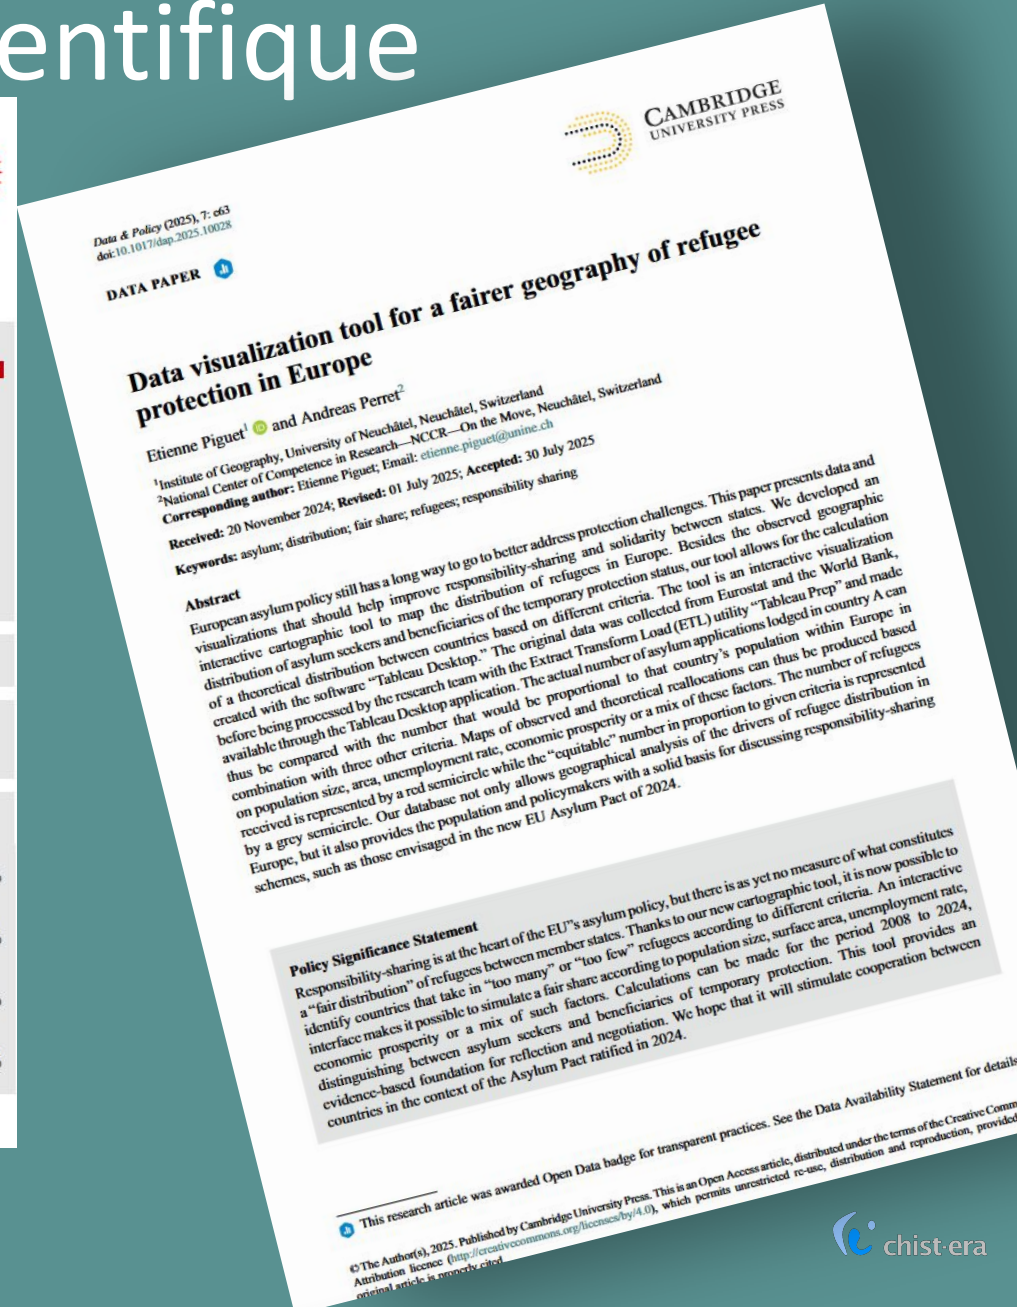 entifique
CAMBRIDGE
UNIVERSITY PRESS
Data & Policy (2025), 7: e63
doi:10.1017/dap.2025.10028
DATA PAPER
Data visualization tool for a fairer geography of refugee
protection in Europe
Etienne Piguet1 and Andreas Perret2
1Institute of Geography, University of Neuchâtel, Neuchâtel, Switzerland
2National Center of Competence in Research—NCCR—On the Move, Neuchâtel, Switzerland
Corresponding author: Etienne Piguet; Email: etienne.piguet@unine.ch
Received: 20 November 2024; Revised: 01 July 2025; Accepted: 30 July 2025
Keywords: asylum; distribution; fair share; refugees; responsibility sharing
Abstract
European asylum policy still has a long way to go to better address protection challenges. This paper presents data and
visualizations that should help improve responsibility-sharing and solidarity between states. We developed an
interactive cartographic tool to map the distribution of refugees in Europe. Besides the observed geographic
distribution of asylum seekers and beneficiaries of the temporary protection status, our tool allows for the calculation
of a theoretical distribution between countries based on different criteria. The tool is an interactive visualization
created with the software “Tableau Desktop.” The original data was collected from Eurostat and the World Bank,
before being processed by the research team with the Extract Transform Load (ETL) utility “Tableau Prep” and made
available through the Tableau Desktop application. The actual number of asylum applications lodged in country A can
thus be compared with the number that would be proportional to that country’s population within Europe in
combination with three other criteria. Maps of observed and theoretical reallocations can thus be produced based
on population size, area, unemployment rate, economic prosperity or a mix of these factors. The number of refugees
received is represented by a red semicircle while the “equitable” number in proportion to given criteria is represented
by a grey semicircle. Our database not only allows geographical analysis of the drivers of refugee distribution in
Europe, but it also provides the population and policymakers with a solid basis for discussing responsibility-sharing
schemes, such as those envisaged in the new EU Asylum Pact of 2024.
Policy Significance Statement
Responsibility-sharing is at the heart of the EU”s asylum policy, but there is as yet no measure of what constitutes
a “fair distribution” of refugees between member states. Thanks to our new cartographic tool, it is now possible to
identify countries that take in “too many” or “too few” refugees according to different criteria. An interactive
interface makes it possible to simulate a fair share according to population size, surface area, unemployment rate,
economic prosperity or a mix of such factors. Calculations can be made for the period 2008 to 2024,
distinguishing between asylum seekers and beneficiaries of temporary protection. This tool provides an
evidence-based foundation for reflection and negotiation. We hope that it will stimulate cooperation between
countries in the context of the Asylum Pact ratified in 2024.
This research article was awarded Open Data badge for transparent practices. See the Data Availability Statement for details
© The Author(s), 2025. Published by Cambridge University Press. This is an Open Access article, distributed under the terms of the Creative Comm
Attribution licence (http://creativecommons.org/licenses/by/4.0), which permits unrestricted re-use, distribution and reproduction, provided
original article is properly cited.
chist-era